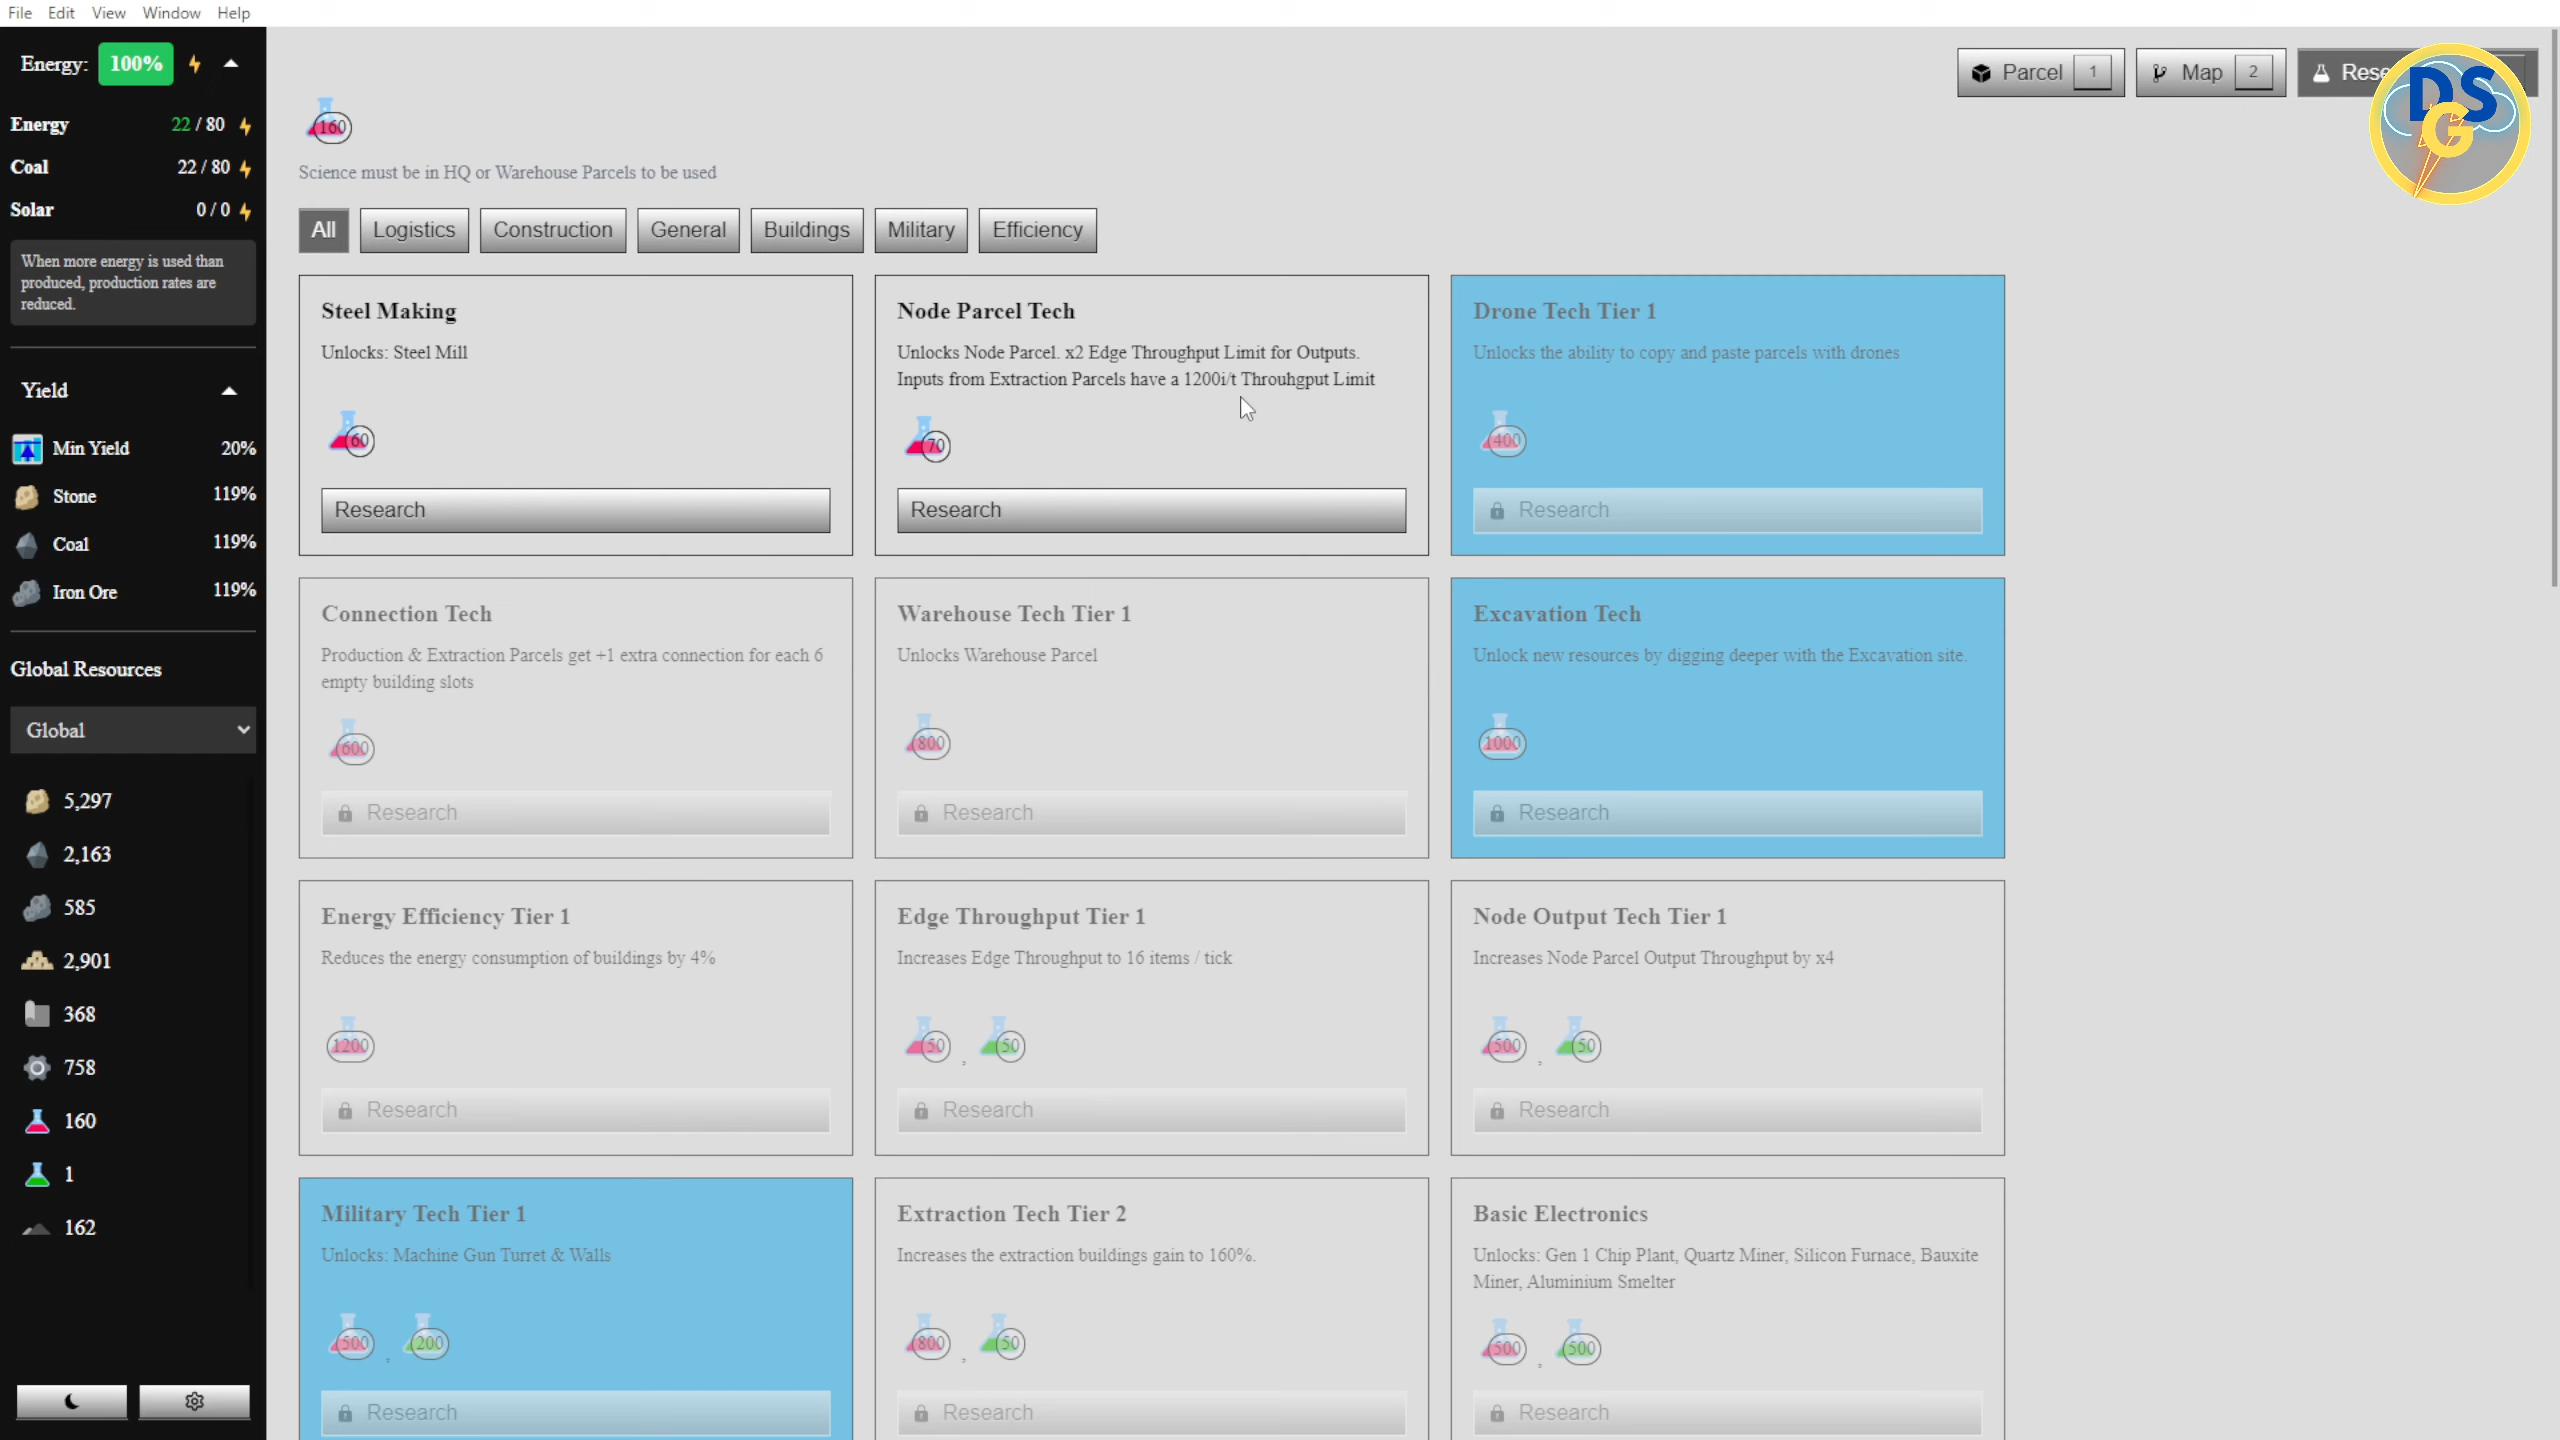 File Edit View Window Help
Energy: 100%
Energy 22 / 80
Coal 22 / 80
Solar 0 / 0
When more energy is used than
produced, production rates are
reduced.
Yield
Min Yield 20%
Stone 119%
Coal 119%
Iron Ore 119%
Global Resources
Global
5,297
2,163
585
2,901
368
758
160
1
162
Parcel 1
Map 2
Rese
DSG
160
Science must be in HQ or Warehouse Parcels to be used
All Logistics Construction General Buildings Military Efficiency
Steel Making
Unlocks: Steel Mill
60
Research
Node Parcel Tech
Unlocks Node Parcel. x2 Edge Throughput Limit for Outputs.
Inputs from Extraction Parcels have a 1200i/t Throuhgput Limit
70
Research
Drone Tech Tier 1
Unlocks the ability to copy and paste parcels with drones
400
Research
Connection Tech
Production & Extraction Parcels get +1 extra connection for each 6
empty building slots
600
Research
Warehouse Tech Tier 1
Unlocks Warehouse Parcel
800
Research
Excavation Tech
Unlock new resources by digging deeper with the Excavation site.
1000
Research
Energy Efficiency Tier 1
Reduces the energy consumption of buildings by 4%
1200
Research
Edge Throughput Tier 1
Increases Edge Throughput to 16 items / tick
50 , 50
Research
Node Output Tech Tier 1
Increases Node Parcel Output Throughput by x4
500 , 50
Research
Military Tech Tier 1
Unlocks: Machine Gun Turret & Walls
500 , 200
Research
Extraction Tech Tier 2
Increases the extraction buildings gain to 160%.
800 , 50
Research
Basic Electronics
Unlocks: Gen 1 Chip Plant, Quartz Miner, Silicon Furnace, Bauxite
Miner, Aluminium Smelter
500 , 500
Research